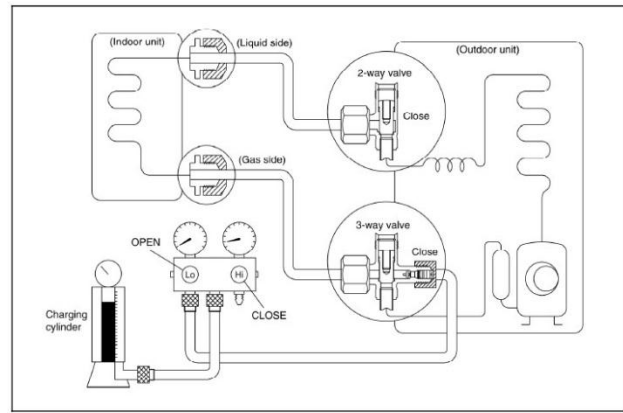 (Indoor unit)
(Liquid side)
(Outdoor unit)
2-way valve
Close
(Gas side)
3-way valve
Close
OPEN
Lo
Hi
CLOSE
Charging
cylinder